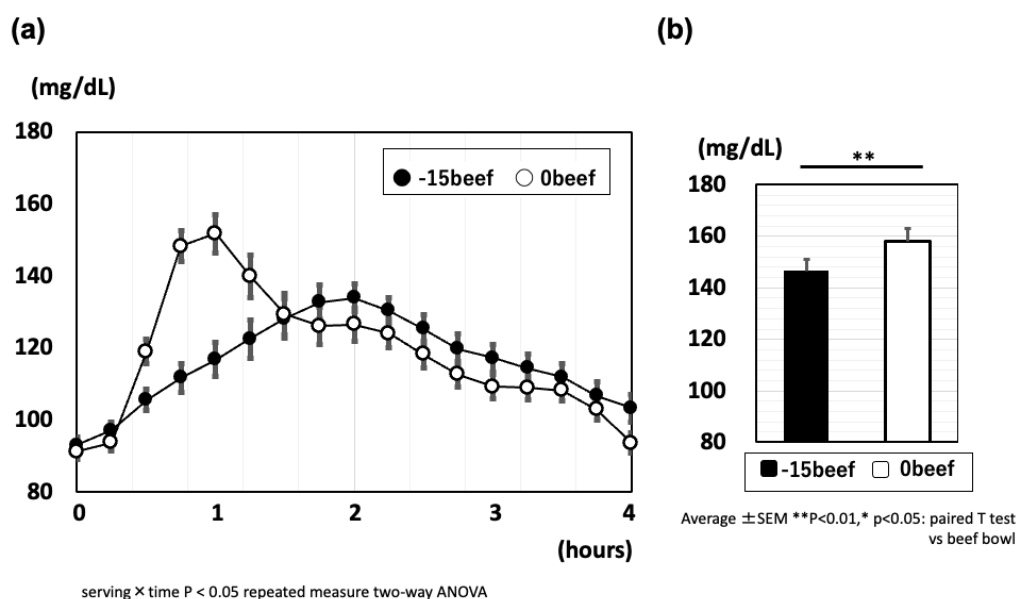 (a)
(mg/dL)
180
160
140
120
100
80
-15beef 0beef
0 1 2 3 4
(hours)
serving × time P < 0.05 repeated measure two-way ANOVA
(b)
(mg/dL)
**
180
160
140
120
100
80
-15beef 0beef
Average ±SEM **P<0.01,* p<0.05: paired T test
vs beef bowl